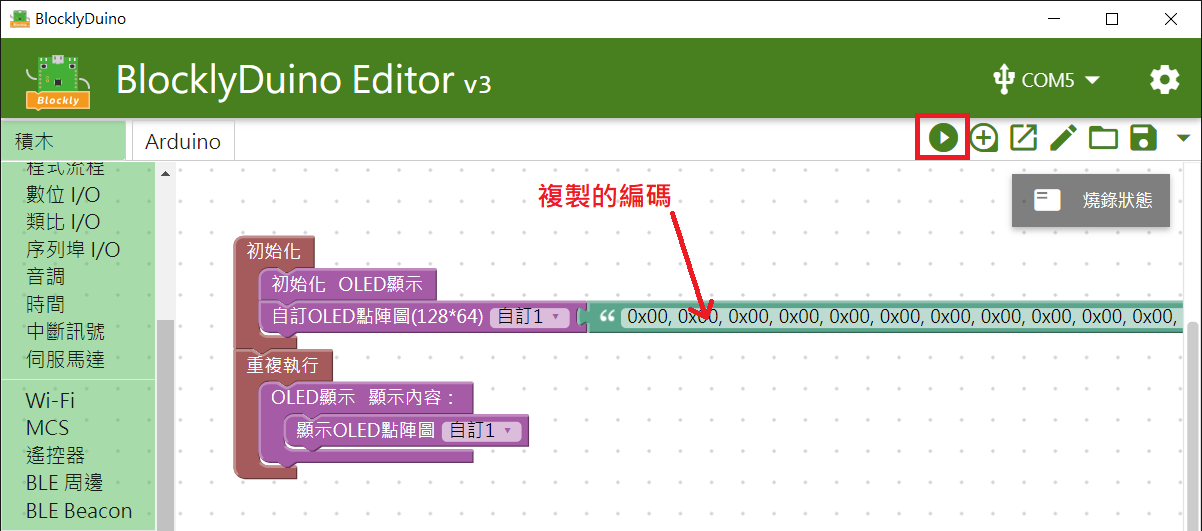 BlocklyDuino
Blockly
BlocklyDuino Editor v3
COM5
積木
Arduino
程式流程
數位 I/O
類比 I/O
序列埠 I/O
音調
時間
中斷訊號
伺服馬達
Wi-Fi
MCS
遙控器
BLE 周邊
BLE Beacon
燒錄狀態
複製的編碼
初始化
初始化 OLED顯示
自訂OLED點陣圖(128*64) 自訂1 “ 0x00, 0x00, 0x00, 0x00, 0x00, 0x00, 0x00, 0x00, 0x00, 0x00, 0x00,
重複執行
OLED顯示 顯示內容：
顯示OLED點陣圖 自訂1